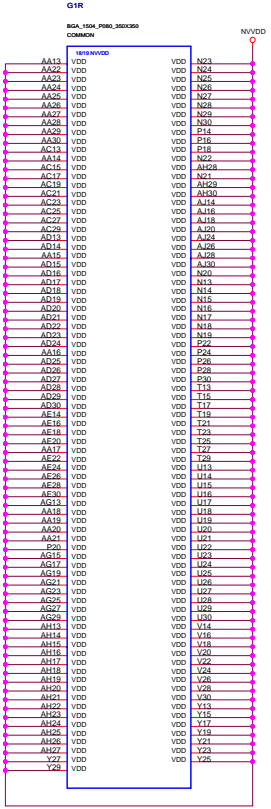 G1R
BGA_1504_P080_350X350
COMMON
NVVDD
18/19 NVVDD
AA13 VDD VDD N23
AA22 VDD VDD N24
AA23 VDD VDD N25
AA24 VDD VDD N26
AA25 VDD VDD N27
AA26 VDD VDD N28
AA27 VDD VDD N29
AA28 VDD VDD N30
AA29 VDD VDD P14
AA30 VDD VDD P16
AC13 VDD VDD P18
AA14 VDD VDD N22
AC15 VDD VDD AH28
AC17 VDD VDD N21
AC19 VDD VDD AH29
AC21 VDD VDD AH30
AC23 VDD VDD AJ14
AC25 VDD VDD AJ16
AC27 VDD VDD AJ18
AC29 VDD VDD AJ20
AD13 VDD VDD AJ24
AD14 VDD VDD AJ26
AA15 VDD VDD AJ28
AD15 VDD VDD AJ30
AD16 VDD VDD N20
AD17 VDD VDD N13
AD18 VDD VDD N14
AD19 VDD VDD N15
AD20 VDD VDD N16
AD21 VDD VDD N17
AD22 VDD VDD N18
AD23 VDD VDD N19
AD24 VDD VDD P22
AA16 VDD VDD P24
AD25 VDD VDD P26
AD26 VDD VDD P28
AD27 VDD VDD P30
AD28 VDD VDD T13
AD29 VDD VDD T15
AD30 VDD VDD T17
AE14 VDD VDD T19
AE16 VDD VDD T21
AE18 VDD VDD T23
AE20 VDD VDD T25
AA17 VDD VDD T27
AE22 VDD VDD T29
AE24 VDD VDD U13
AE26 VDD VDD U14
AE28 VDD VDD U15
AE30 VDD VDD U16
AG13 VDD VDD U17
AA18 VDD VDD U18
AA19 VDD VDD U19
AA20 VDD VDD U20
AA21 VDD VDD U21
P20 VDD VDD U22
AG15 VDD VDD U23
AG17 VDD VDD U24
AG19 VDD VDD U25
AG21 VDD VDD U26
AG23 VDD VDD U27
AG25 VDD VDD U28
AG27 VDD VDD U29
AG29 VDD VDD U30
AH13 VDD VDD V14
AH14 VDD VDD V16
AH15 VDD VDD V18
AH16 VDD VDD V20
AH17 VDD VDD V22
AH18 VDD VDD V24
AH19 VDD VDD V26
AH20 VDD VDD V28
AH21 VDD VDD V30
AH22 VDD VDD Y13
AH23 VDD VDD Y15
AH24 VDD VDD Y17
AH25 VDD VDD Y19
AH26 VDD VDD Y21
AH27 VDD VDD Y23
Y27 VDD VDD Y25
Y29 VDD